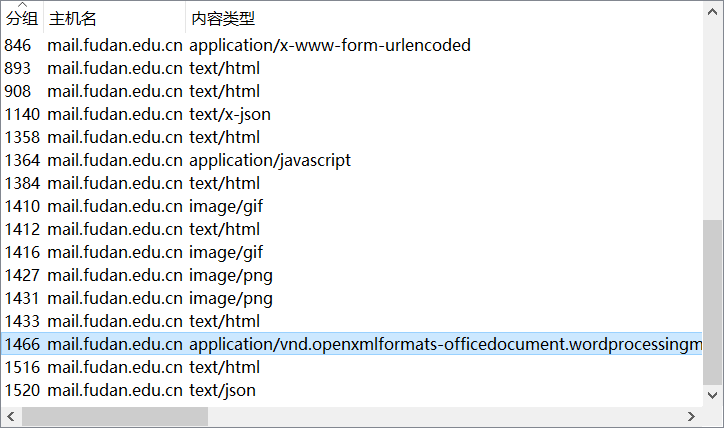 分组 主机名 内容类型
846 mail.fudan.edu.cn application/x-www-form-urlencoded
893 mail.fudan.edu.cn text/html
908 mail.fudan.edu.cn text/html
1140 mail.fudan.edu.cn text/x-json
1358 mail.fudan.edu.cn text/html
1364 mail.fudan.edu.cn application/javascript
1384 mail.fudan.edu.cn text/html
1410 mail.fudan.edu.cn image/gif
1412 mail.fudan.edu.cn text/html
1416 mail.fudan.edu.cn image/gif
1427 mail.fudan.edu.cn image/png
1431 mail.fudan.edu.cn image/png
1433 mail.fudan.edu.cn text/html
1466 mail.fudan.edu.cn application/vnd.openxmlformats-officedocument.wordprocessingm
1516 mail.fudan.edu.cn text/html
1520 mail.fudan.edu.cn text/json